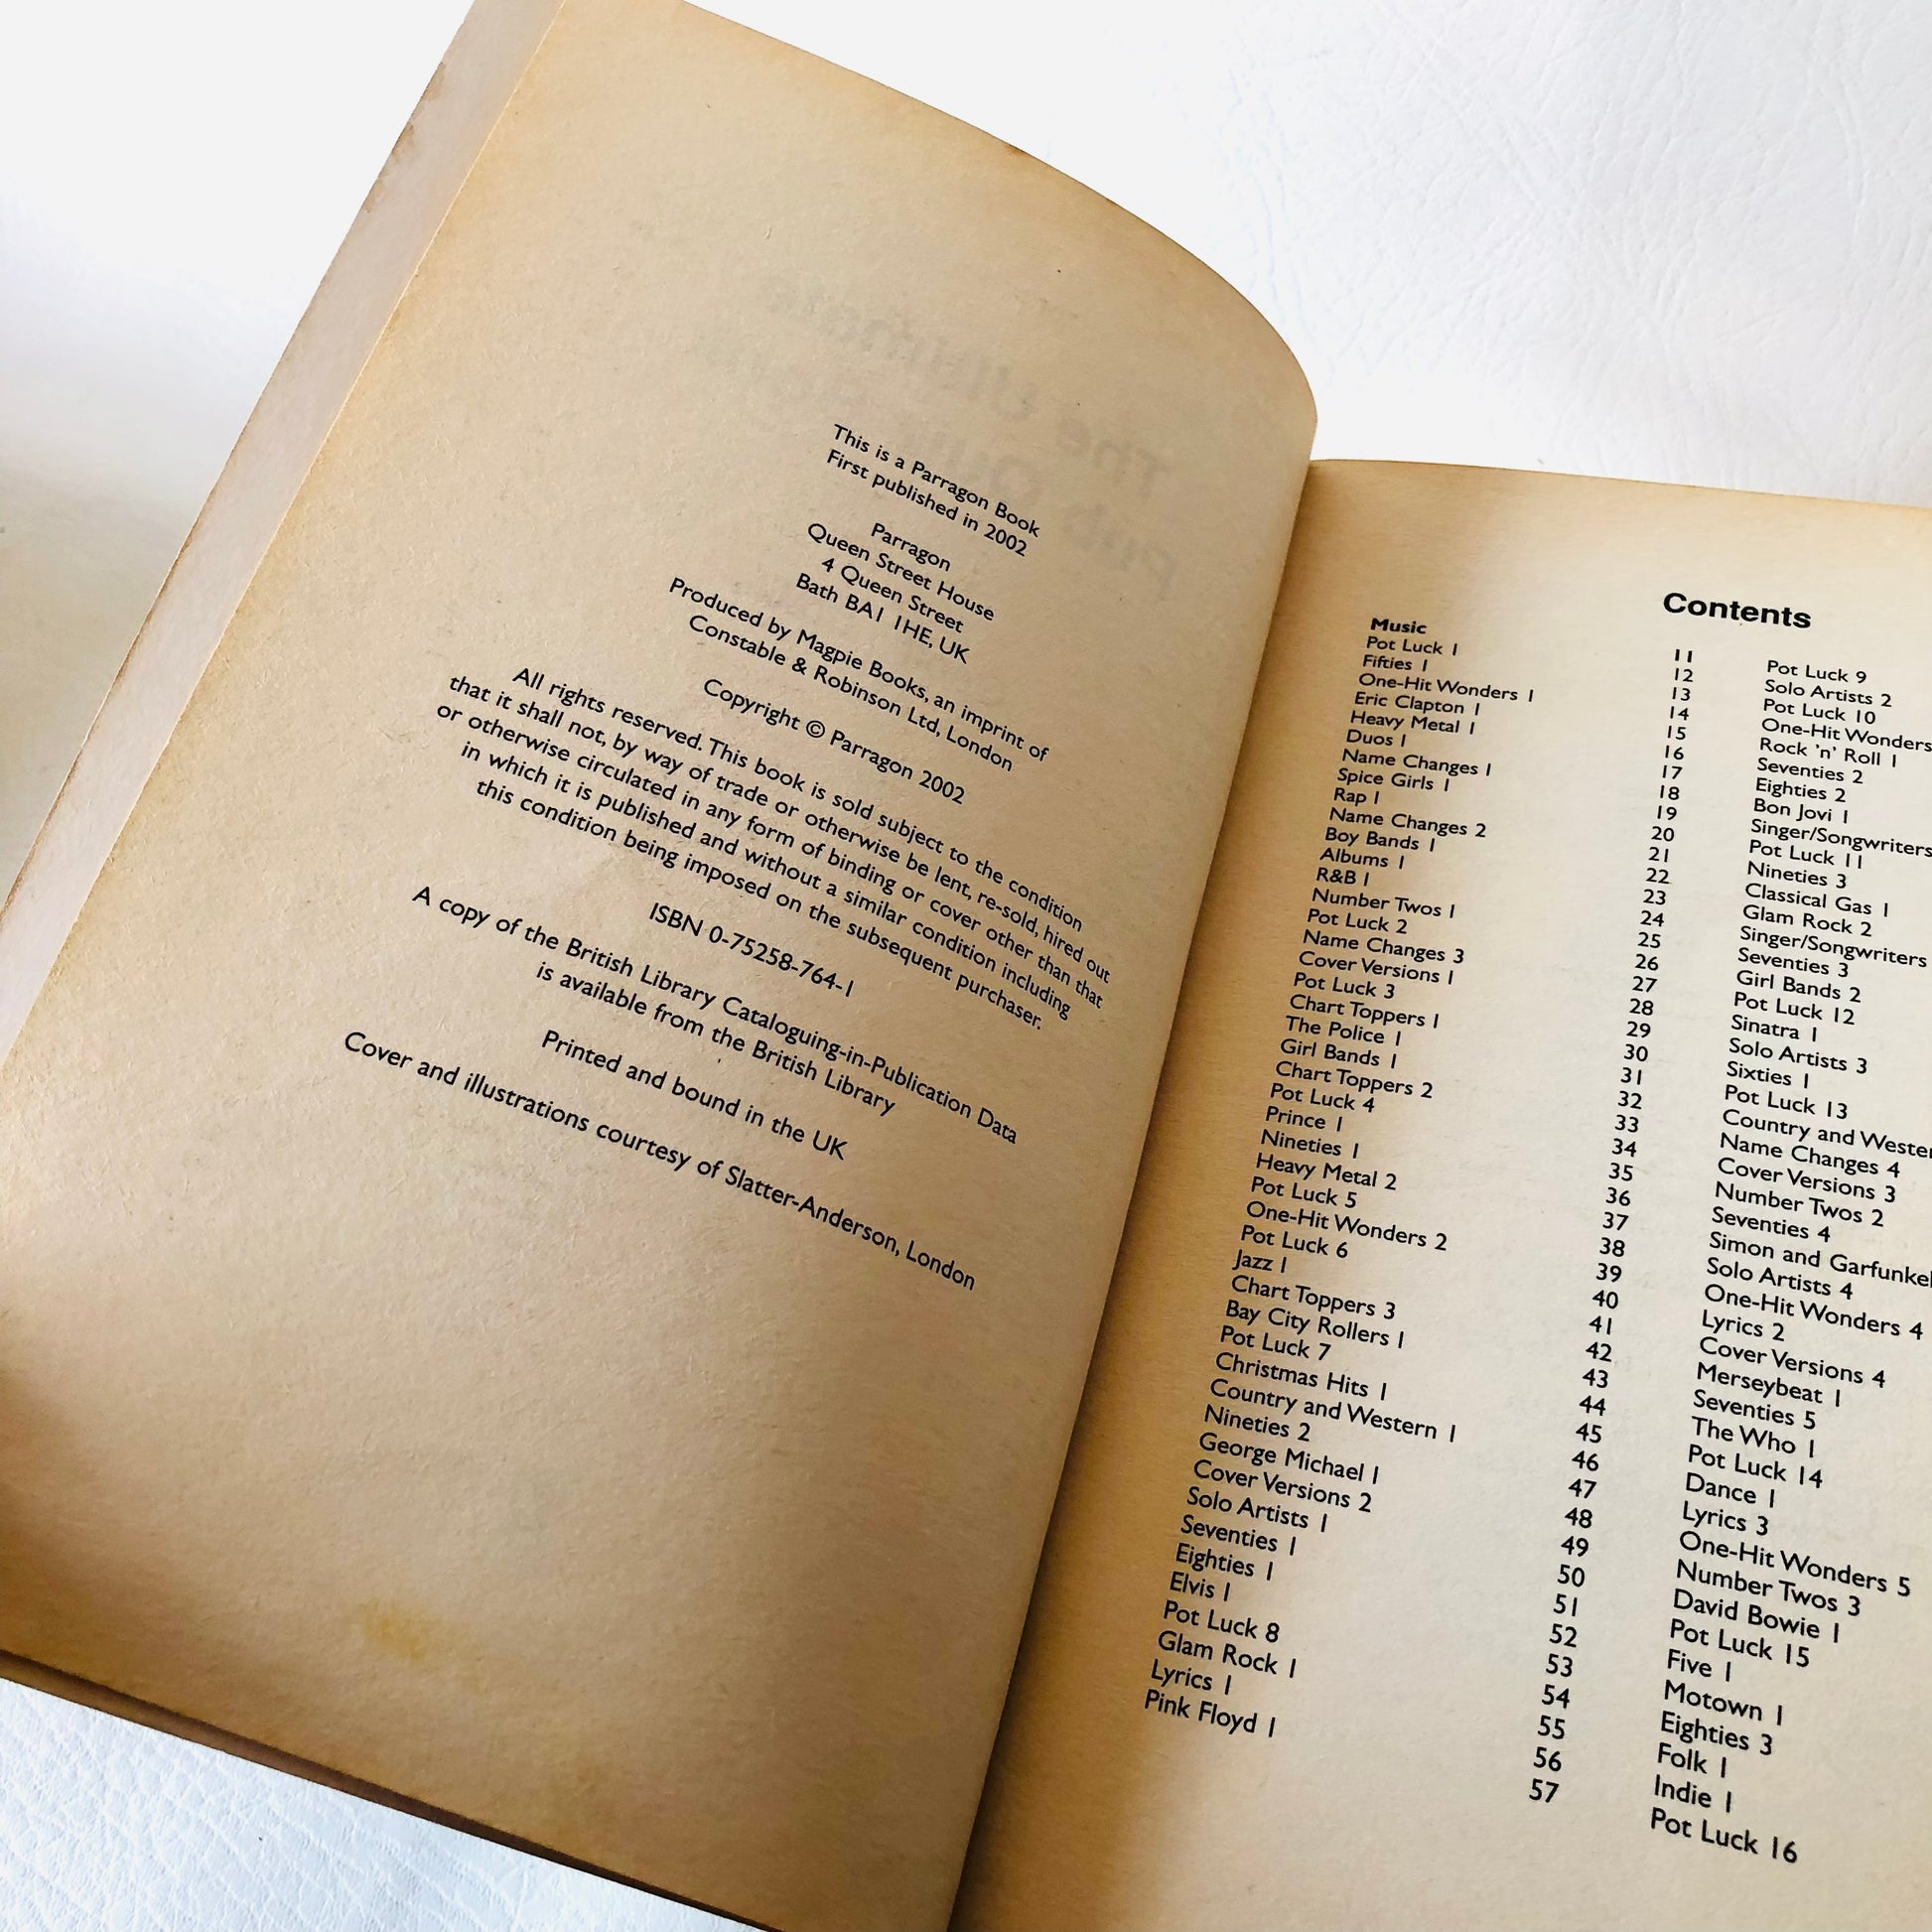 This is a Parragon Book
First published in 2002
Parragon
Queen Street House
4 Queen Street
Bath BA1 1HE, UK
Produced by Magpie Books, an imprint of
Constable & Robinson Ltd, London
Copyright © Parragon 2002
All rights reserved. This book is sold subject to the condition
that it shall not, by way of trade or otherwise be lent, re-sold, hired out
or otherwise circulated in any form of binding or cover other than that
in which it is published and without a similar condition including
this condition being imposed on the subsequent purchaser.
ISBN 0-75258-764-1
A copy of the British Library Cataloguing-in-Publication Data
is available from the British Library
Printed and bound in the UK
Cover and illustrations courtesy of Slatter-Anderson, London
Contents
Music
Pot Luck 1
Fifties 1
One-Hit Wonders 1
Eric Clapton 1
Heavy Metal 1
Duos 1
Name Changes 1
Spice Girls 1
Rap 1
Name Changes 2
Boy Bands 1
Albums 1
R&B 1
Number Twos 1
Pot Luck 2
Name Changes 3
Cover Versions 1
Pot Luck 3
Chart Toppers 1
The Police 1
Girl Bands 1
Chart Toppers 2
Pot Luck 4
Prince 1
Nineties 1
Heavy Metal 2
Pot Luck 5
One-Hit Wonders 2
Pot Luck 6
Jazz 1
Chart Toppers 3
Bay City Rollers 1
Pot Luck 7
Christmas Hits 1
Country and Western 1
Nineties 2
George Michael 1
Cover Versions 2
Solo Artists 1
Seventies 1
Eighties 1
Elvis 1
Pot Luck 8
Glam Rock 1
Lyrics 1
Pink Floyd 1
11
12
13
14
15
16
17
18
19
20
21
22
23
24
25
26
27
28
29
30
31
32
33
34
35
36
37
38
39
40
41
42
43
44
45
46
47
48
49
50
51
52
53
54
55
56
57
Pot Luck 9
Solo Artists 2
Pot Luck 10
One-Hit Wonders
Rock 'n' Roll 1
Seventies 2
Eighties 2
Bon Jovi 1
Singer/Songwriters
Pot Luck 11
Nineties 3
Classical Gas 1
Glam Rock 2
Singer/Songwriters
Seventies 3
Girl Bands 2
Pot Luck 12
Sinatra 1
Solo Artists 3
Sixties 1
Pot Luck 13
Country and Wester
Name Changes 4
Cover Versions 3
Number Twos 2
Seventies 4
Simon and Garfunkel
Solo Artists 4
One-Hit Wonders 4
Lyrics 2
Cover Versions 4
Merseybeat 1
Seventies 5
The Who 1
Pot Luck 14
Dance 1
Lyrics 3
One-Hit Wonders 5
Number Twos 3
David Bowie 1
Pot Luck 15
Five 1
Motown 1
Eighties 3
Folk 1
Indie 1
Pot Luck 16